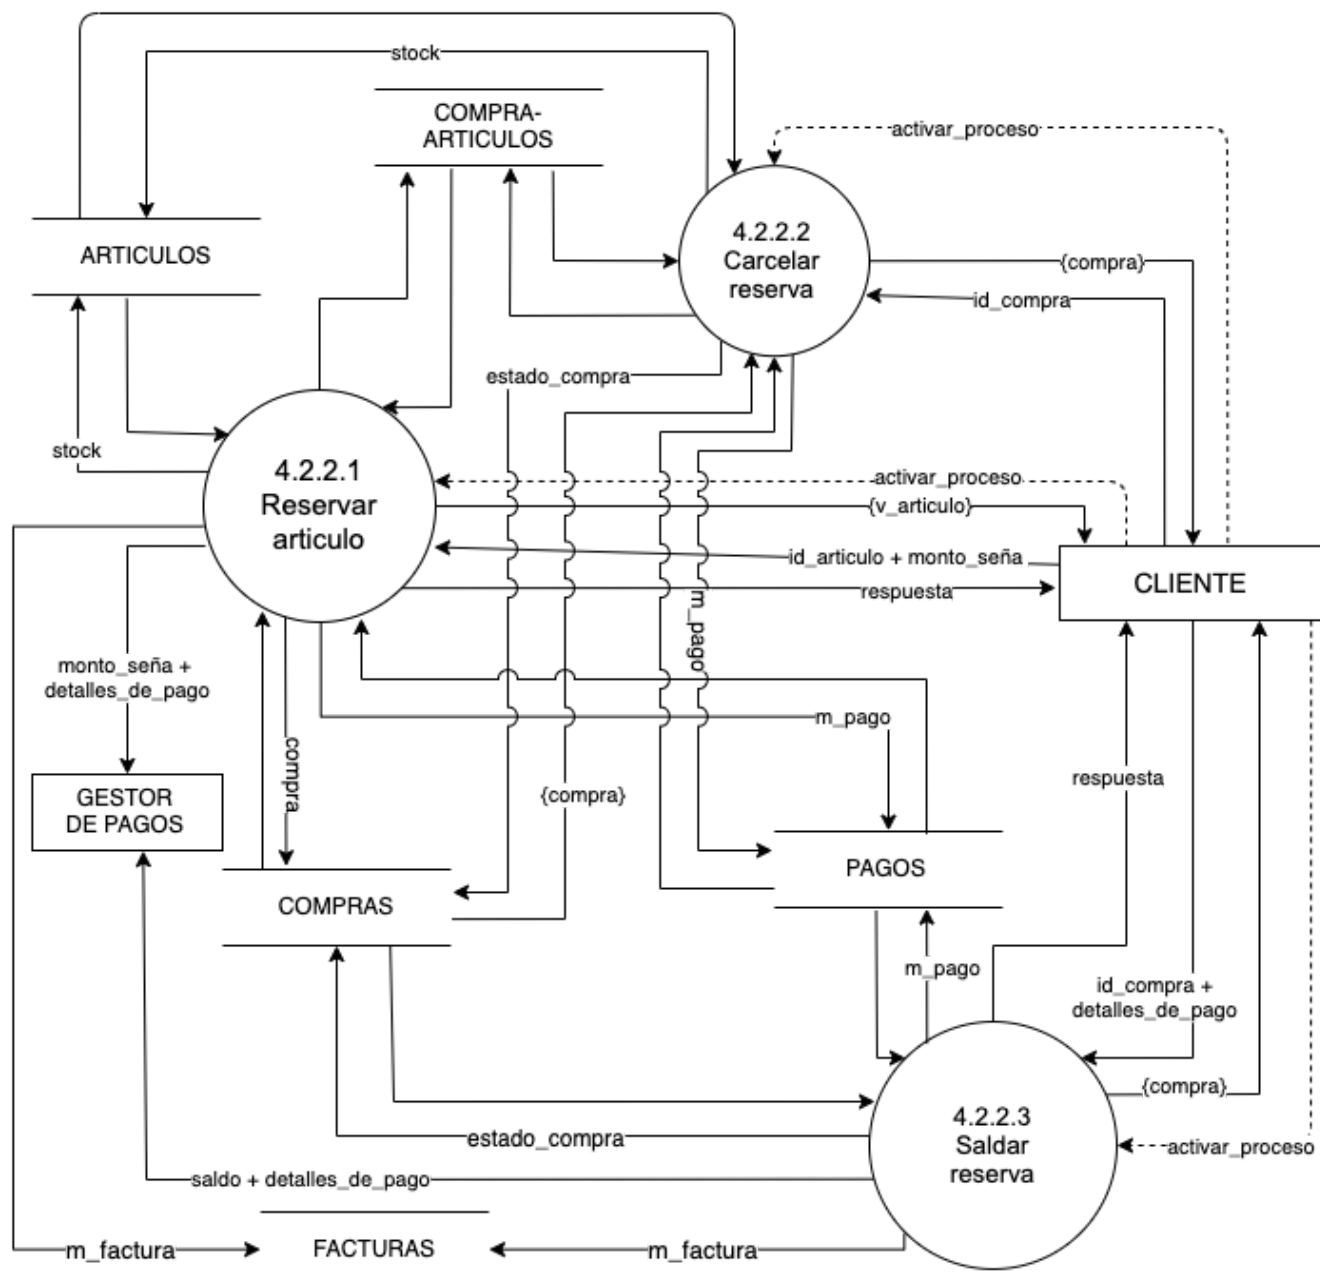 stock
COMPRA-
ARTICULOS
activar_proceso
4.2.2.2
Carcelar
reserva
ARTICULOS
{compra}
id_compra
estado_compra
stock
4.2.2.1
Reservar
articulo
activar_proceso
{v_articulo}
id_articulo + monto_seña
respuesta
CLIENTE
m_pago
monto_seña +
detalles_de_pago
m_pago
compra
respuesta
GESTOR
DE PAGOS
{compra}
PAGOS
COMPRAS
m_pago
id_compra +
detalles_de_pago
{compra}
4.2.2.3
Saldar
reserva
estado_compra
activar_proceso
saldo + detalles_de_pago
m_factura
FACTURAS
m_factura